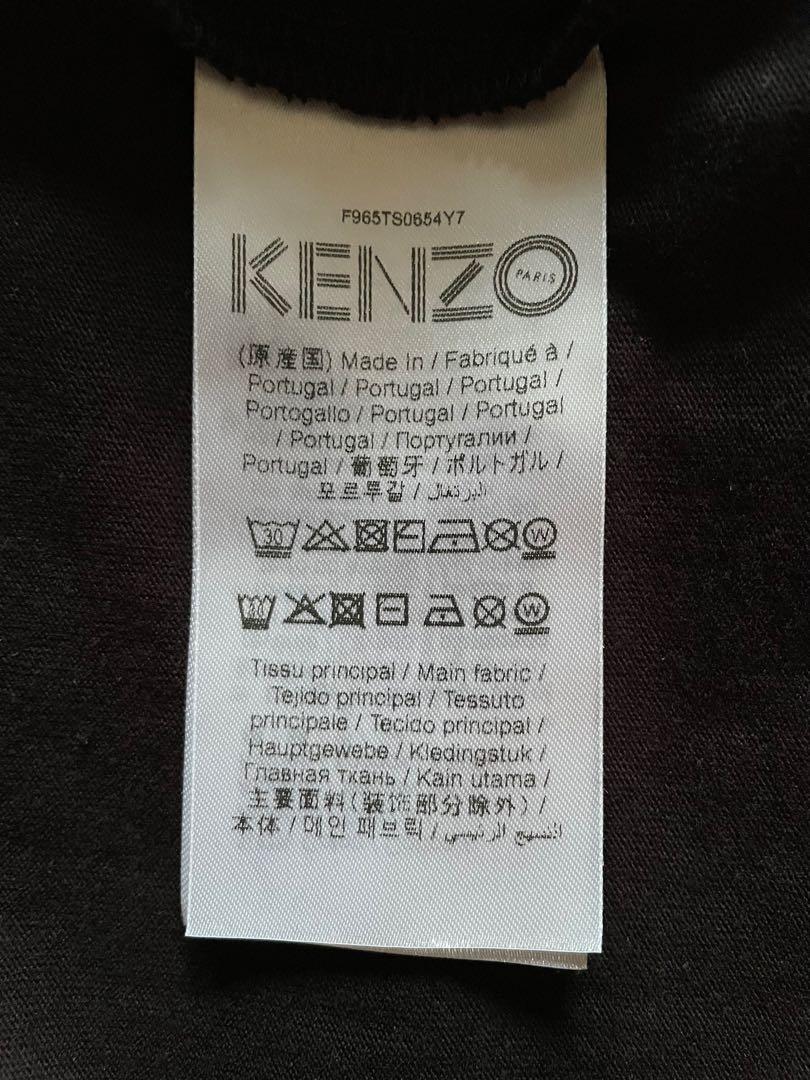 F965TS0654Y7
KENZO
PARIS
(原産国) Made In / Fabriqué à /
Portugal / Portugal / Portugal /
Portogallo / Portugal / Portugal
/ Portugal / Португалии /
Portugal / 葡萄牙 / ポルトガル /
포르투갈 / البرتغال
30 W
W
Tissu principal / Main fabric /
Tejido principal / Tessuto
principale / Tecido principal /
Hauptgewebe / Kledingstuk /
Главная ткань / Kain utama /
主要面料(装饰部分除外) /
本体 / 메인 패브릭 / النسيج الرئيسي